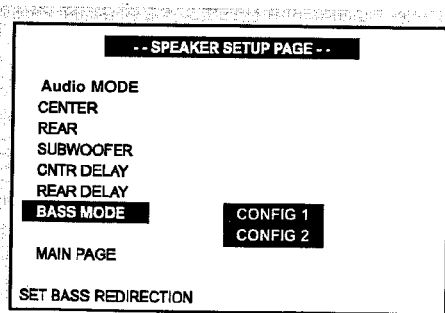 - - SPEAKER SETUP PAGE - -
Audio MODE
CENTER
REAR
SUBWOOFER
CNTR DELAY
REAR DELAY
BASS MODE
CONFIG 1
CONFIG 2
MAIN PAGE
SET BASS REDIRECTION